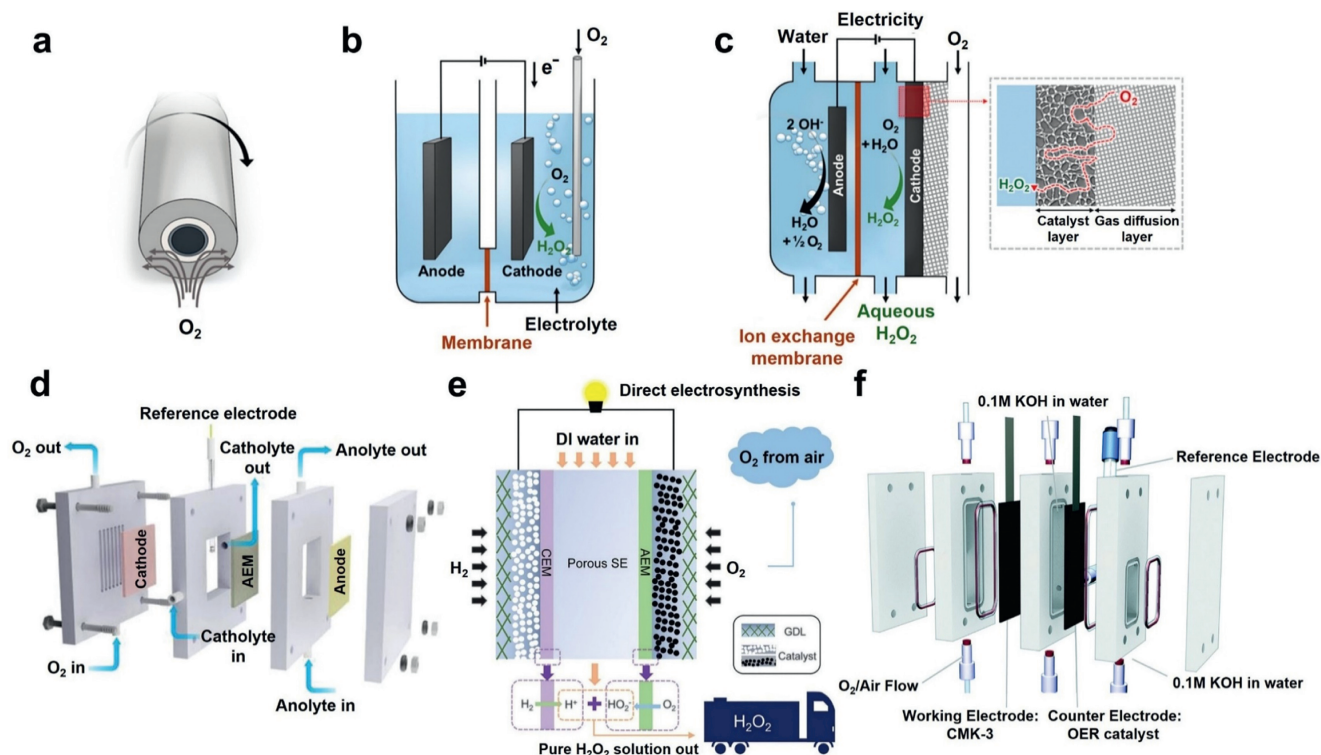 a
O₂
b
O₂
e⁻
O₂
H₂O₂
Anode
Cathode
Electrolyte
Membrane
c
Electricity
Water
O₂
2 OH⁻
O₂
+H₂O
Anode
Cathode
H₂O
+ ½ O₂
H₂O₂
Aqueous
H₂O₂
Ion exchange
membrane
O₂
H₂O₂
Catalyst
layer
Gas diffusion
layer
d
Reference electrode
O₂ out
Catholyte
out
Anolyte out
Cathode
AEM
Anode
Catholyte
in
O₂ in
Anolyte in
e
Direct electrosynthesis
DI water in
O₂ from air
H₂
CEM
Porous SE
AEM
O₂
GDL
Catalyst
H₂
H⁺
+
HO₂⁻
O₂
H₂O₂
Pure H₂O₂ solution out
f
0.1M KOH in water
Reference Electrode
O₂/Air Flow
0.1M KOH in water
Working Electrode:
CMK-3
Counter Electrode:
OER catalyst